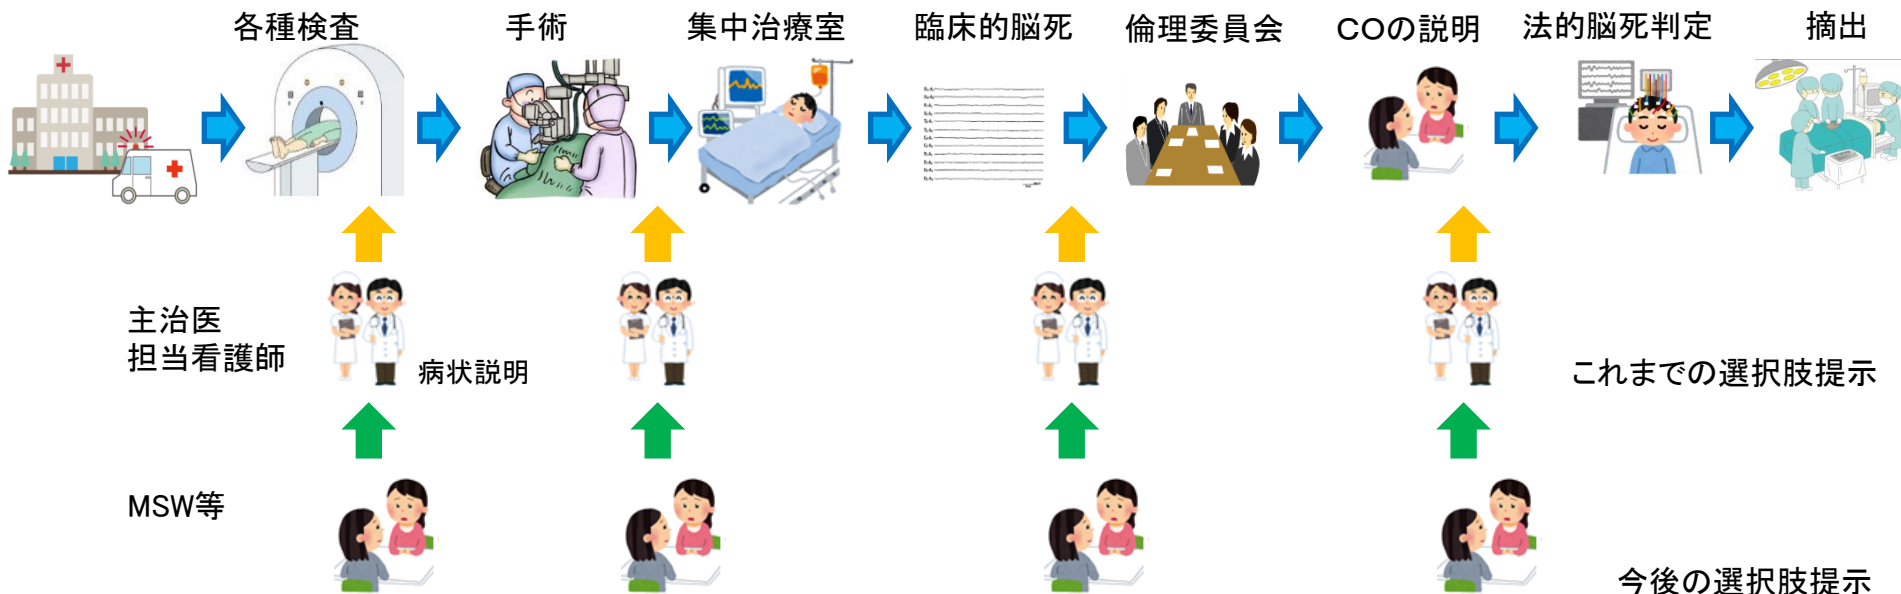 各種検査
手術
集中治療室
臨床的脳死
倫理委員会
COの説明
法的脳死判定
摘出
主治医
担当看護師
病状説明
これまでの選択肢提示
MSW等
今後の選択肢提示